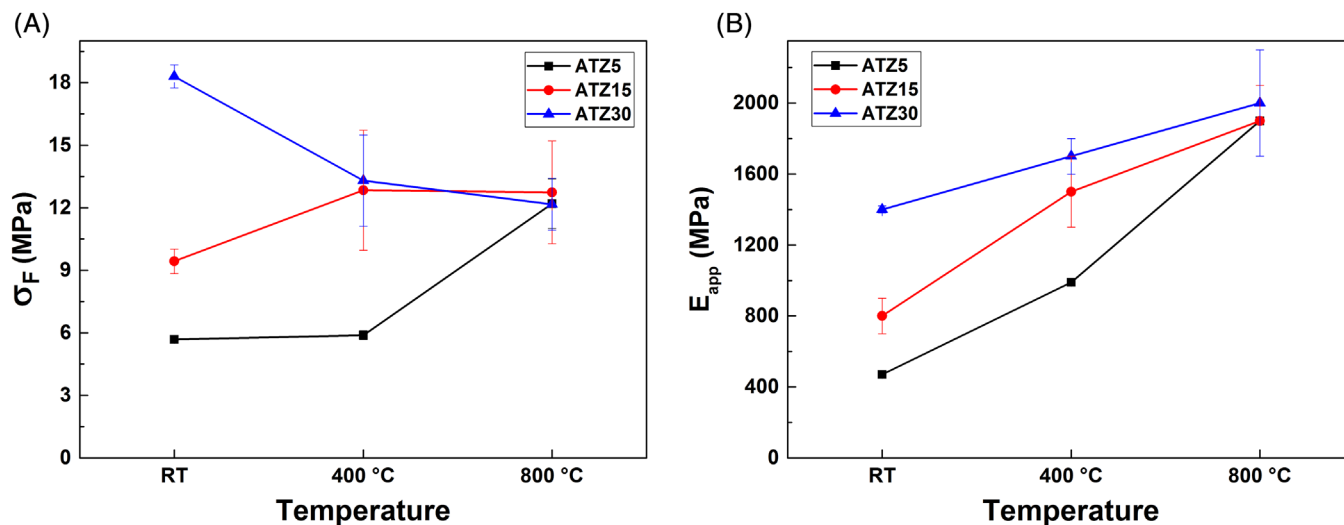 (A)
σF (MPa)
18
15
12
9
6
3
0
RT
400 °C
800 °C
Temperature
ATZ5
ATZ15
ATZ30
(B)
Eapp (MPa)
2000
1600
1200
800
400
0
RT
400 °C
800 °C
Temperature
ATZ5
ATZ15
ATZ30